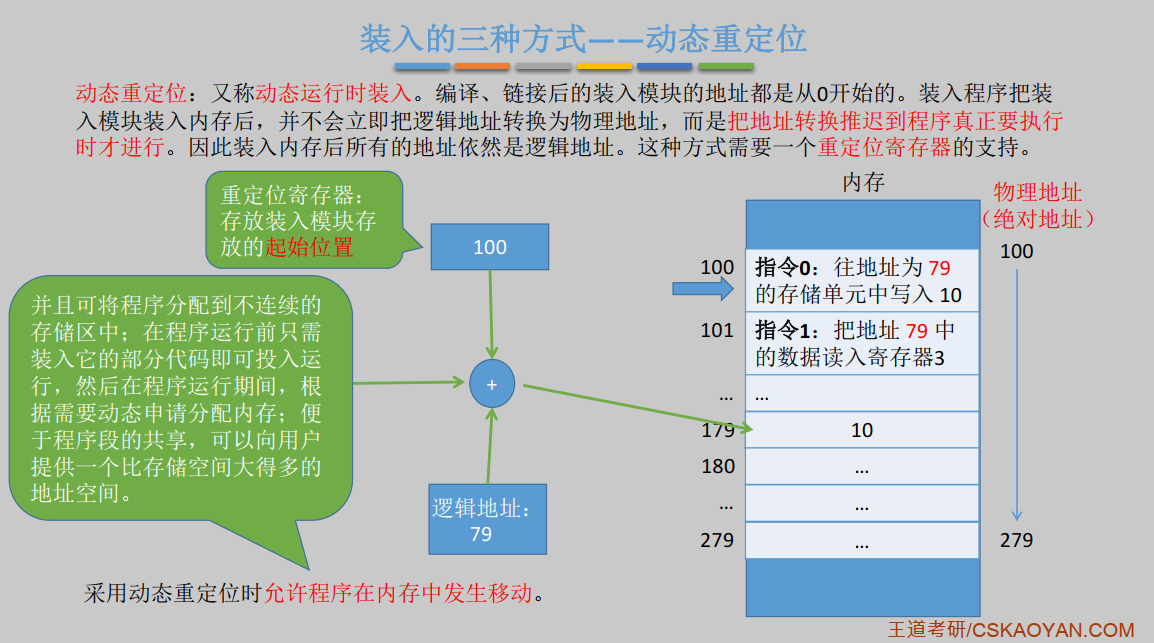 装入的三种方式——动态重定位
动态重定位：又称动态运行时装入。编译、链接后的装入模块的地址都是从0开始的。装入程序把装
入模块装入内存后，并不会立即把逻辑地址转换为物理地址，而是把地址转换推迟到程序真正要执行
时才进行。因此装入内存后所有的地址依然是逻辑地址。这种方式需要一个重定位寄存器的支持。
重定位寄存器：
存放装入模块存
放的起始位置
100
并且可将程序分配到不连续的
存储区中；在程序运行前只需
装入它的部分代码即可投入运
行，然后在程序运行期间，根
据需要动态申请分配内存；便
于程序段的共享，可以向用户
提供一个比存储空间大得多的
地址空间。
+
逻辑地址：
79
采用动态重定位时允许程序在内存中发生移动。
内存
物理地址
（绝对地址）
100
279
100
指令0：往地址为 79
的存储单元中写入 10
101
指令1：把地址 79 中
的数据读入寄存器3
...
...
179
10
180
...
...
...
279
...
王道考研/CSKAOYAN.COM